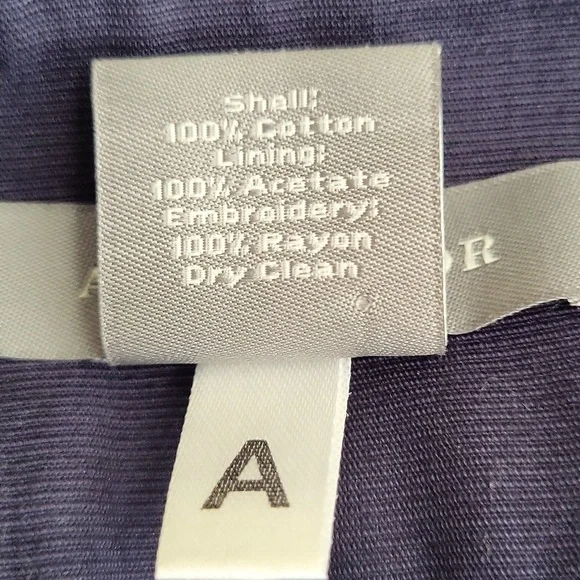 Shell:
100% Cotton
Lining:
100% Acetate
Embroidery:
100% Rayon
Dry Clean
A